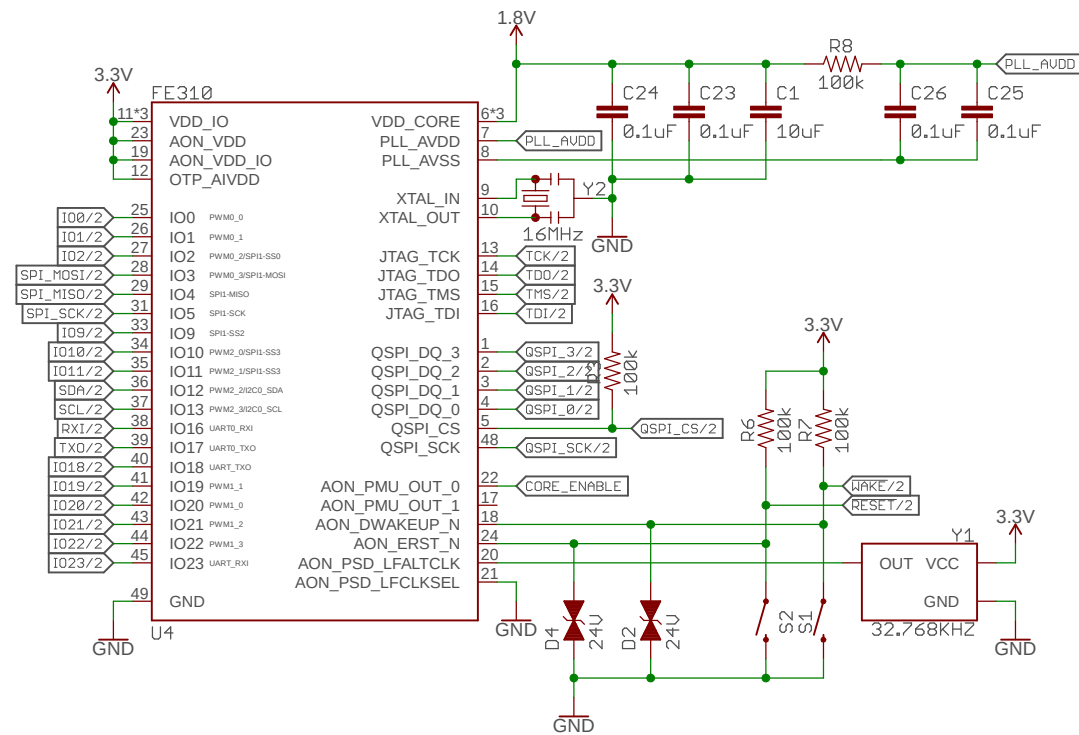 1.8V
R8
100k
PLL_AVDD
3.3V
FE310
C24
C23
C1
C26
C25
0.1uF
0.1uF
10uF
0.1uF
0.1uF
11*3 VDD_IO VDD_CORE 6*3
23 AON_VDD PLL_AVDD 7 PLL_AVDD
19 AON_VDD_IO PLL_AVSS 8
12 OTP_AIVDD
XTAL_IN 9 Y2
IO0/2 25 IO0 PWM0_0 XTAL_OUT 10
16MHz
GND
IO1/2 26 IO1 PWM0_1
IO2/2 27 IO2 PWM0_2/SPI1-SS0 JTAG_TCK 13 TCK/2
SPI_MOSI/2 28 IO3 PWM0_3/SPI1-MOSI JTAG_TDO 14 TDO/2
SPI_MISO/2 29 IO4 SPI1-MISO JTAG_TMS 15 TMS/2
3.3V
SPI_SCK/2 31 IO5 SPI1-SCK JTAG_TDI 16 TDI/2
IO9/2 33 IO9 SPI1-SS2
3.3V
IO10/2 34 IO10 PWM2_0/SPI1-SS3 QSPI_DQ_3 1 QSPI_3/2
IO11/2 35 IO11 PWM2_1/SPI1-SS3 QSPI_DQ_2 2 QSPI_2/2
100k
SDA/2 36 IO12 PWM2_2/I2C0_SDA QSPI_DQ_1 3 QSPI_1/2
SCL/2 37 IO13 PWM2_3/I2C0_SCL QSPI_DQ_0 4 QSPI_0/2
RXI/2 38 IO16 UART0_RXI QSPI_CS 5 QSPI_CS/2
R6
100k
R7
100k
TXO/2 39 IO17 UART0_TXO QSPI_SCK 48 QSPI_SCK/2
IO18/2 40 IO18 UART_TXO
IO19/2 41 IO19 PWM1_1 AON_PMU_OUT_0 22 CORE_ENABLE WAKE/2
IO20/2 42 IO20 PWM1_0 AON_PMU_OUT_1 17 RESET/2
IO21/2 43 IO21 PWM1_2 AON_DWAKEUP_N 18
3.3V
IO22/2 44 IO22 PWM1_3 AON_ERST_N 24
Y1
IO23/2 45 IO23 UART_RXI AON_PSD_LFALTCLK 20 OUT VCC
AON_PSD_LFCLKSEL 21
49 GND
GND
32.768KHZ
U4
GND
GND
GND
D4
24V
D2
24V
S2
S1
GND